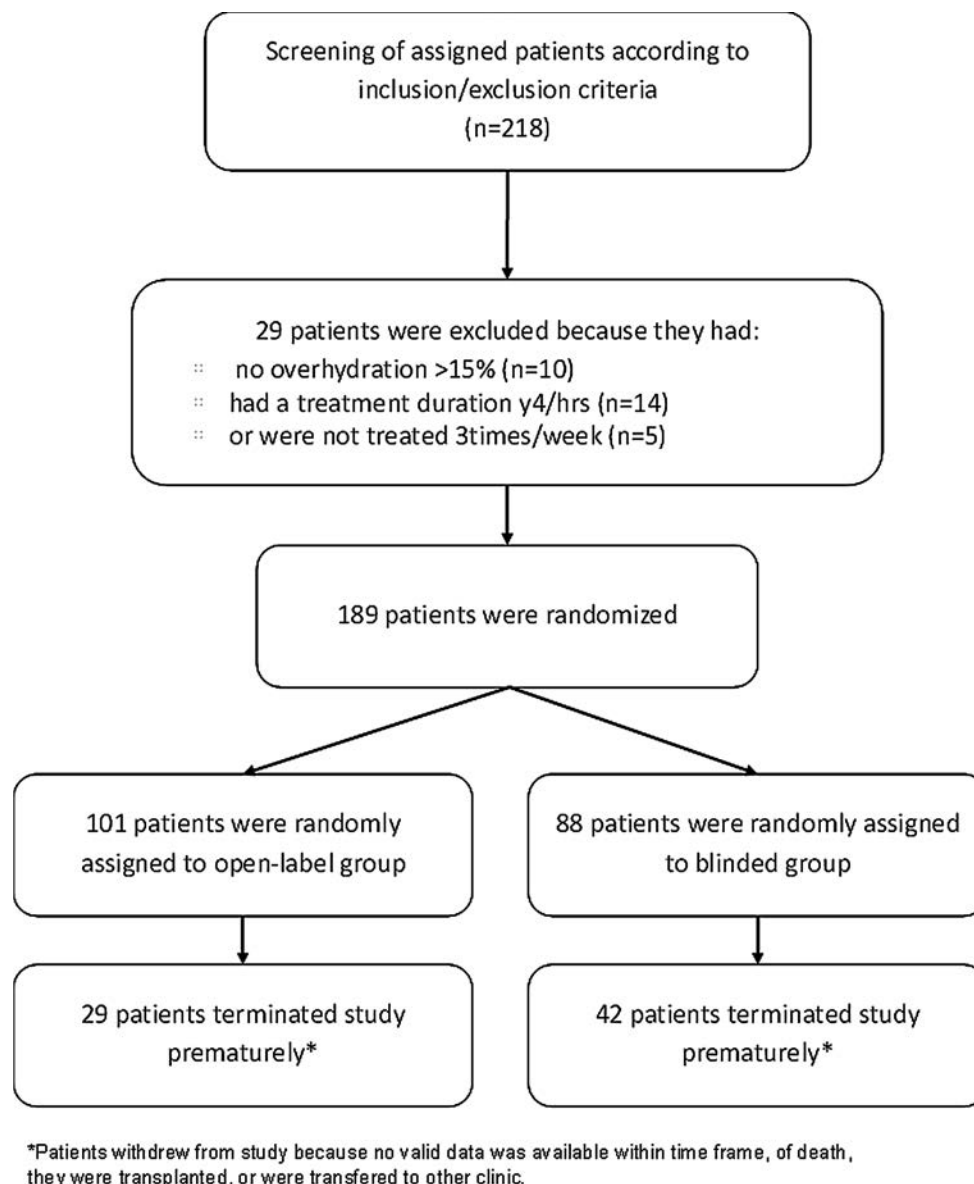 Screening of assigned patients according to
inclusion/exclusion criteria
(n=218)
29 patients were excluded because they had:
no overhydration >15% (n=10)
had a treatment duration y4/hrs (n=14)
or were not treated 3times/week (n=5)
189 patients were randomized
101 patients were randomly
assigned to open-label group
88 patients were randomly assigned
to blinded group
29 patients terminated study
prematurely*
42 patients terminated study
prematurely*
*Patients withdrew from study because no valid data was available within time frame, of death,
they were transplanted, or were transfered to other clinic.